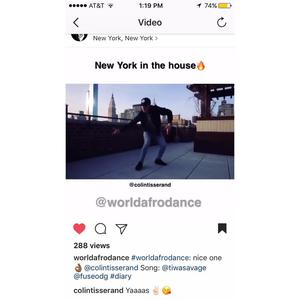 AT&T 1:19 PM 74%
Video
New York, New York >
New York in the house🔥
@colintisserand
@worldafrodance
288 views
worldafrodance #worldafrodance: nice one
👌🏾 @colintisserand Song: @tiwasavage
@fuseodg #diary
colintisserand Yaaaas ✌🏻😘